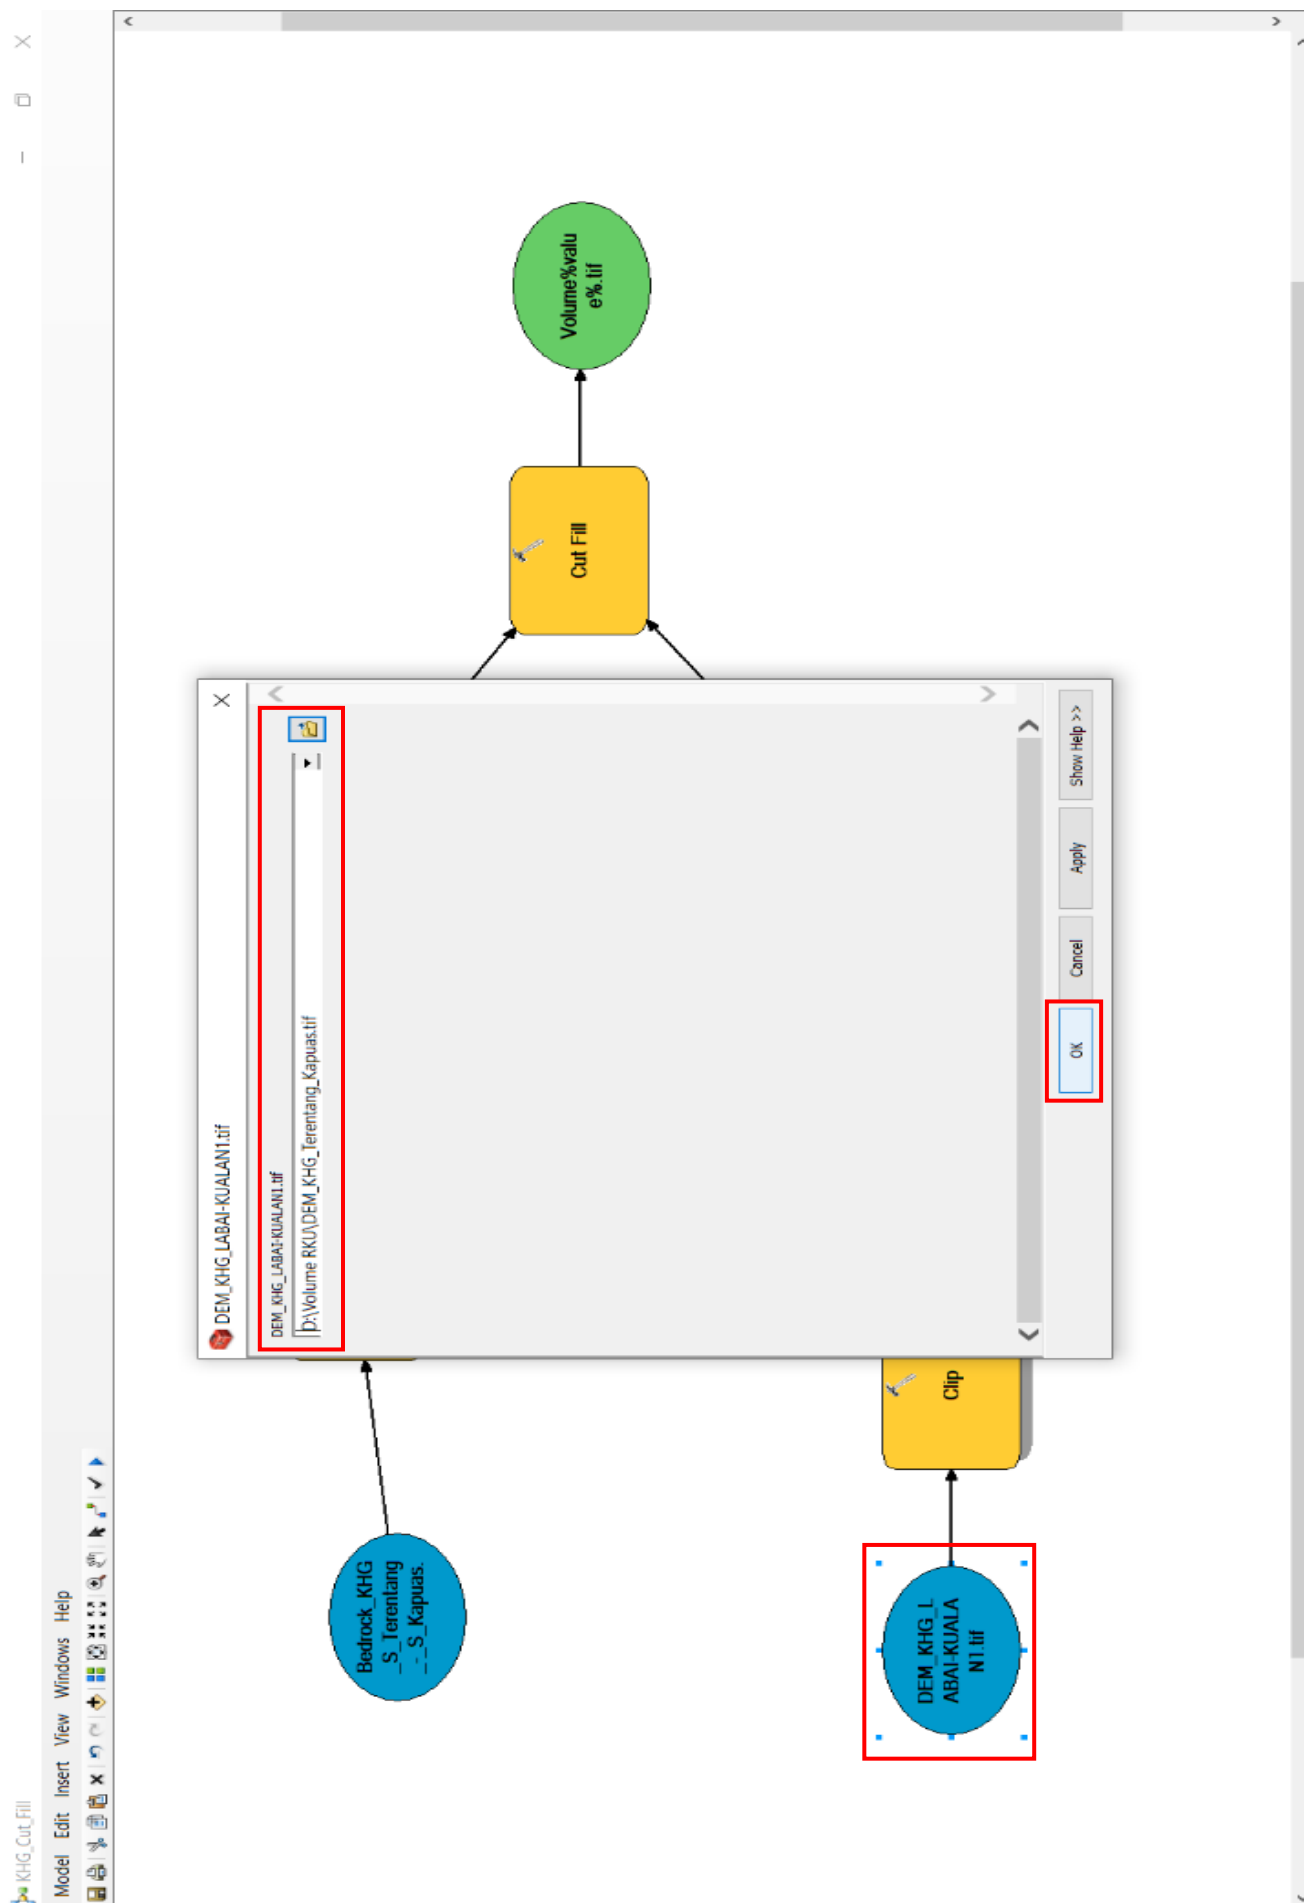 KHG_Cut_Fill
Model Edit Insert View Windows Help
Bedrock_KHG
_S_Terentang
_-_S_Kapuas.
DEM_KHG_LABAI-KUALAN1.tif
DEM_KHG_LABAI-KUALAN1.tif
D:\Volume RKU\DEM_KHG_Terentang_Kapuas.tif
OK
Cancel
Apply
Show Help >>
Cut Fill
Volume%valu
e%.tif
DEM_KHG_L
ABAI-KUALA
N1.tif
Clip